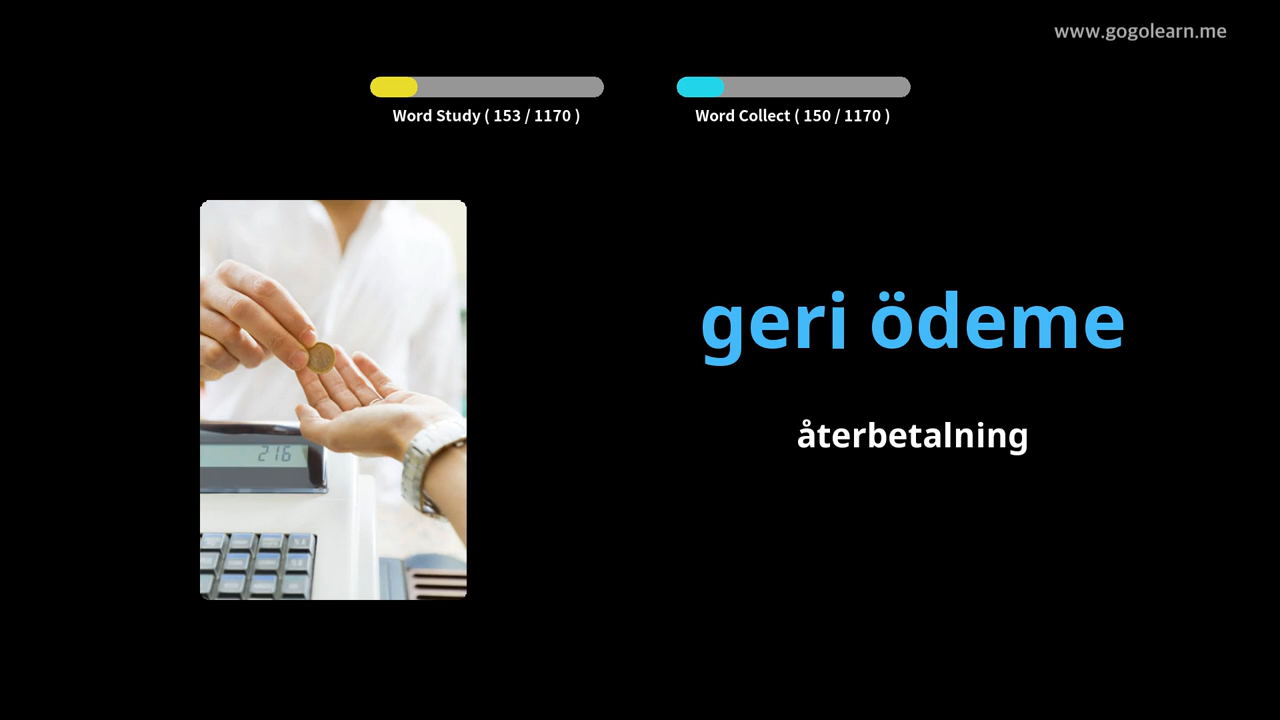 www.gogolearn.me
Word Study ( 153 / 1170 )
Word Collect ( 150 / 1170 )
geri ödeme
återbetalning
216